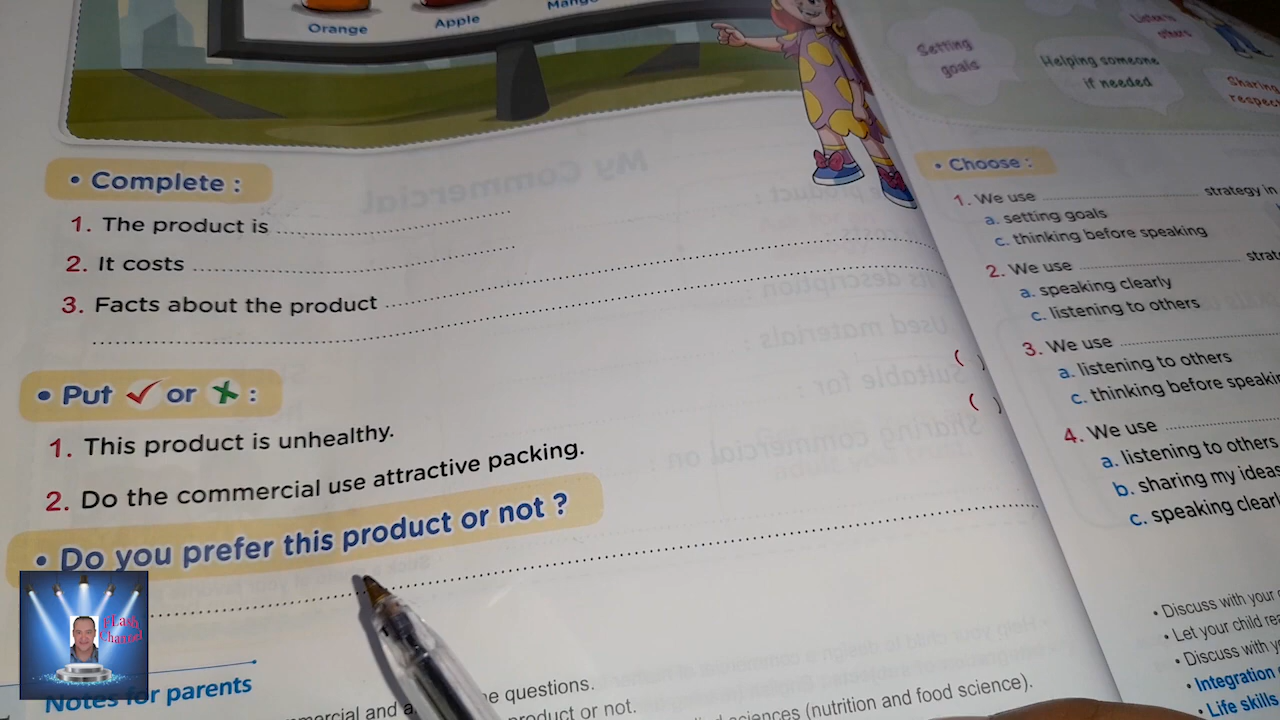 Orange
Apple
Mango
• Complete :
1. The product is
2. It costs
3. Facts about the product
• Put ✓ or ✗ :
1. This product is unhealthy. ( )
2. Do the commercial use attractive packing. ( )
• Do you prefer this product or not ?
Notes for parents
questions.
product or not.
sciences (nutrition and food science).
fLash
Channel
Setting
goals
Helping someone
if needed
Listen to
others
Sharing
• Choose :
1. We use strategy in
a. setting goals
c. thinking before speaking
2. We use
a. speaking clearly
c. listening to others
3. We use
a. listening to others
c. thinking before
4. We use
a. listening to others
b. sharing my ideas
c. speaking
• Discuss with your
• Let your child
• Discuss with
• Integration
• Life skills